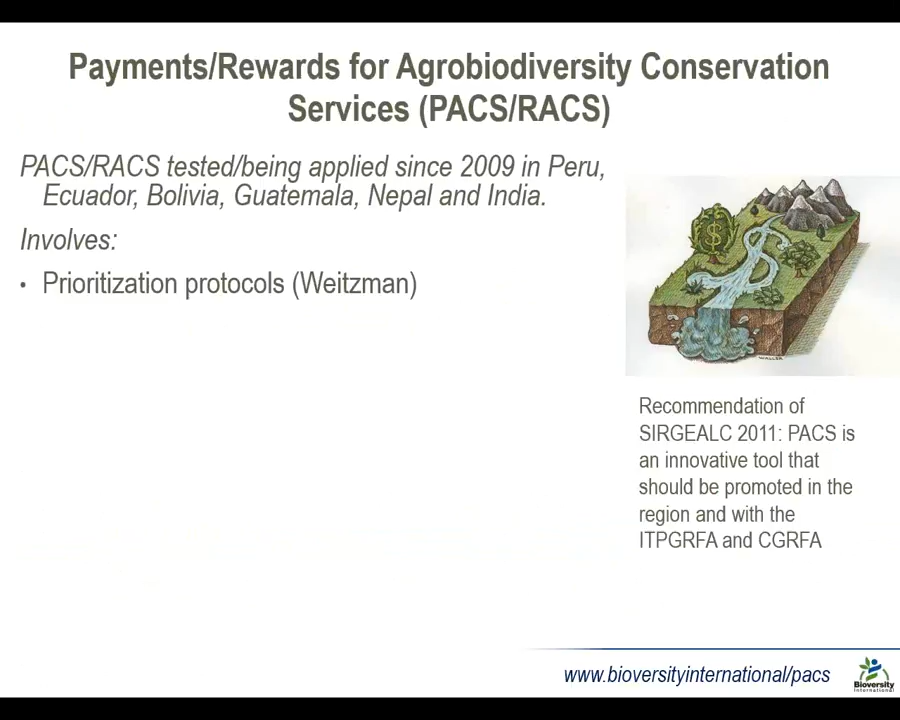 Payments/Rewards for Agrobiodiversity Conservation
Services (PACS/RACS)
PACS/RACS tested/being applied since 2009 in Peru,
Ecuador, Bolivia, Guatemala, Nepal and India.
Involves:
• Prioritization protocols (Weitzman)
$
WALLER
Recommendation of
SIRGEALC 2011: PACS is
an innovative tool that
should be promoted in the
region and with the
ITPGRFA and CGRFA
www.bioversityinternational/pacs
Bioversity
International